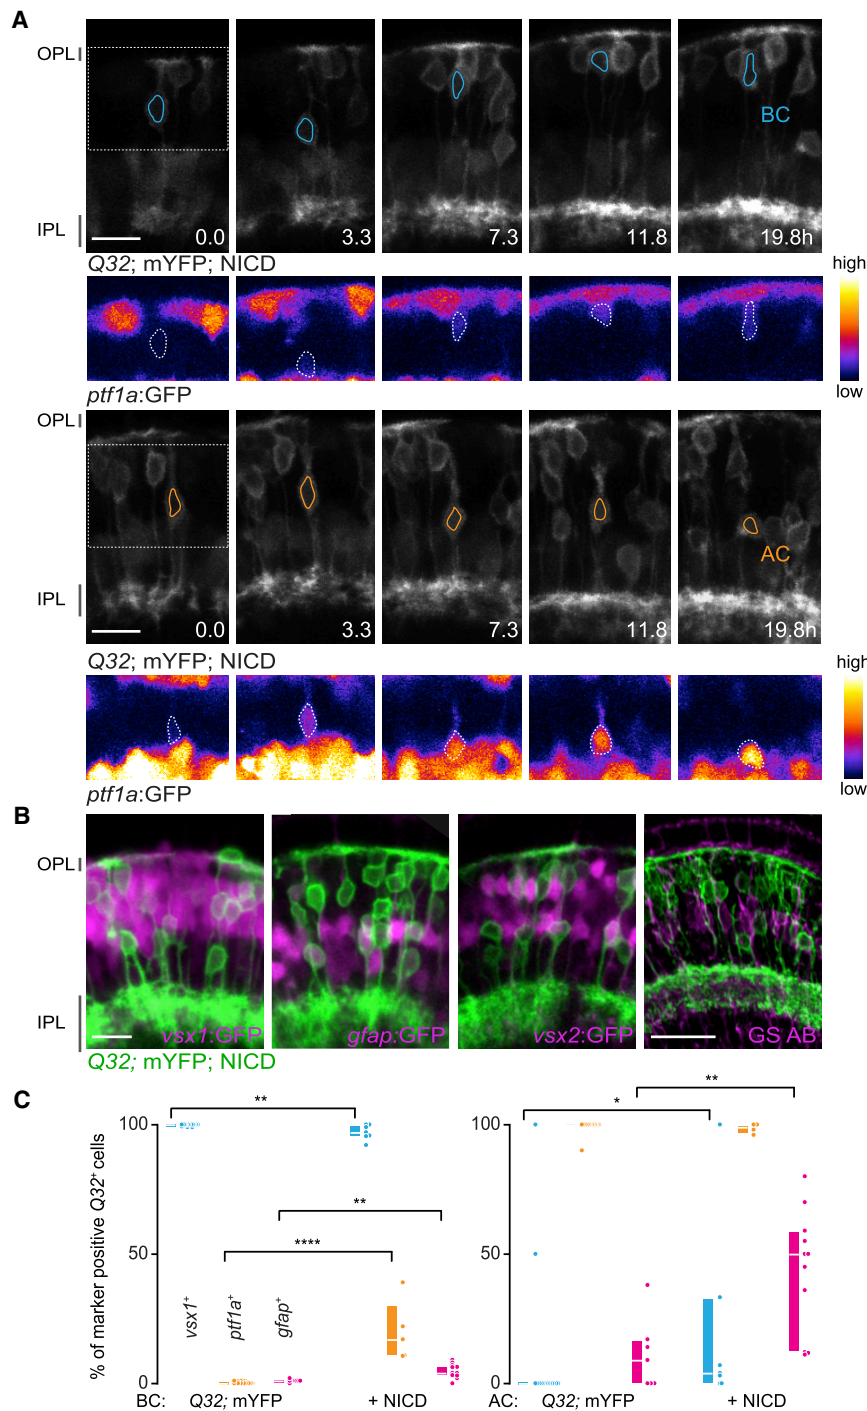 A
OPL
BC
IPL
0.0 3.3 7.3 11.8 19.8h
Q32; mYFP; NICD
high
low
ptf1a:GFP
OPL
AC
IPL
0.0 3.3 7.3 11.8 19.8h
Q32; mYFP; NICD
high
low
ptf1a:GFP
B
OPL
IPL
vsx1:GFP gfap:GFP vsx2:GFP GS AB
Q32; mYFP; NICD
C
% of marker positive Q32+ cells
100
50
0
** ** ****
vsx1+
ptf1a+
gfap+
BC: Q32; mYFP + NICD
* **
100
50
0
AC: Q32; mYFP + NICD